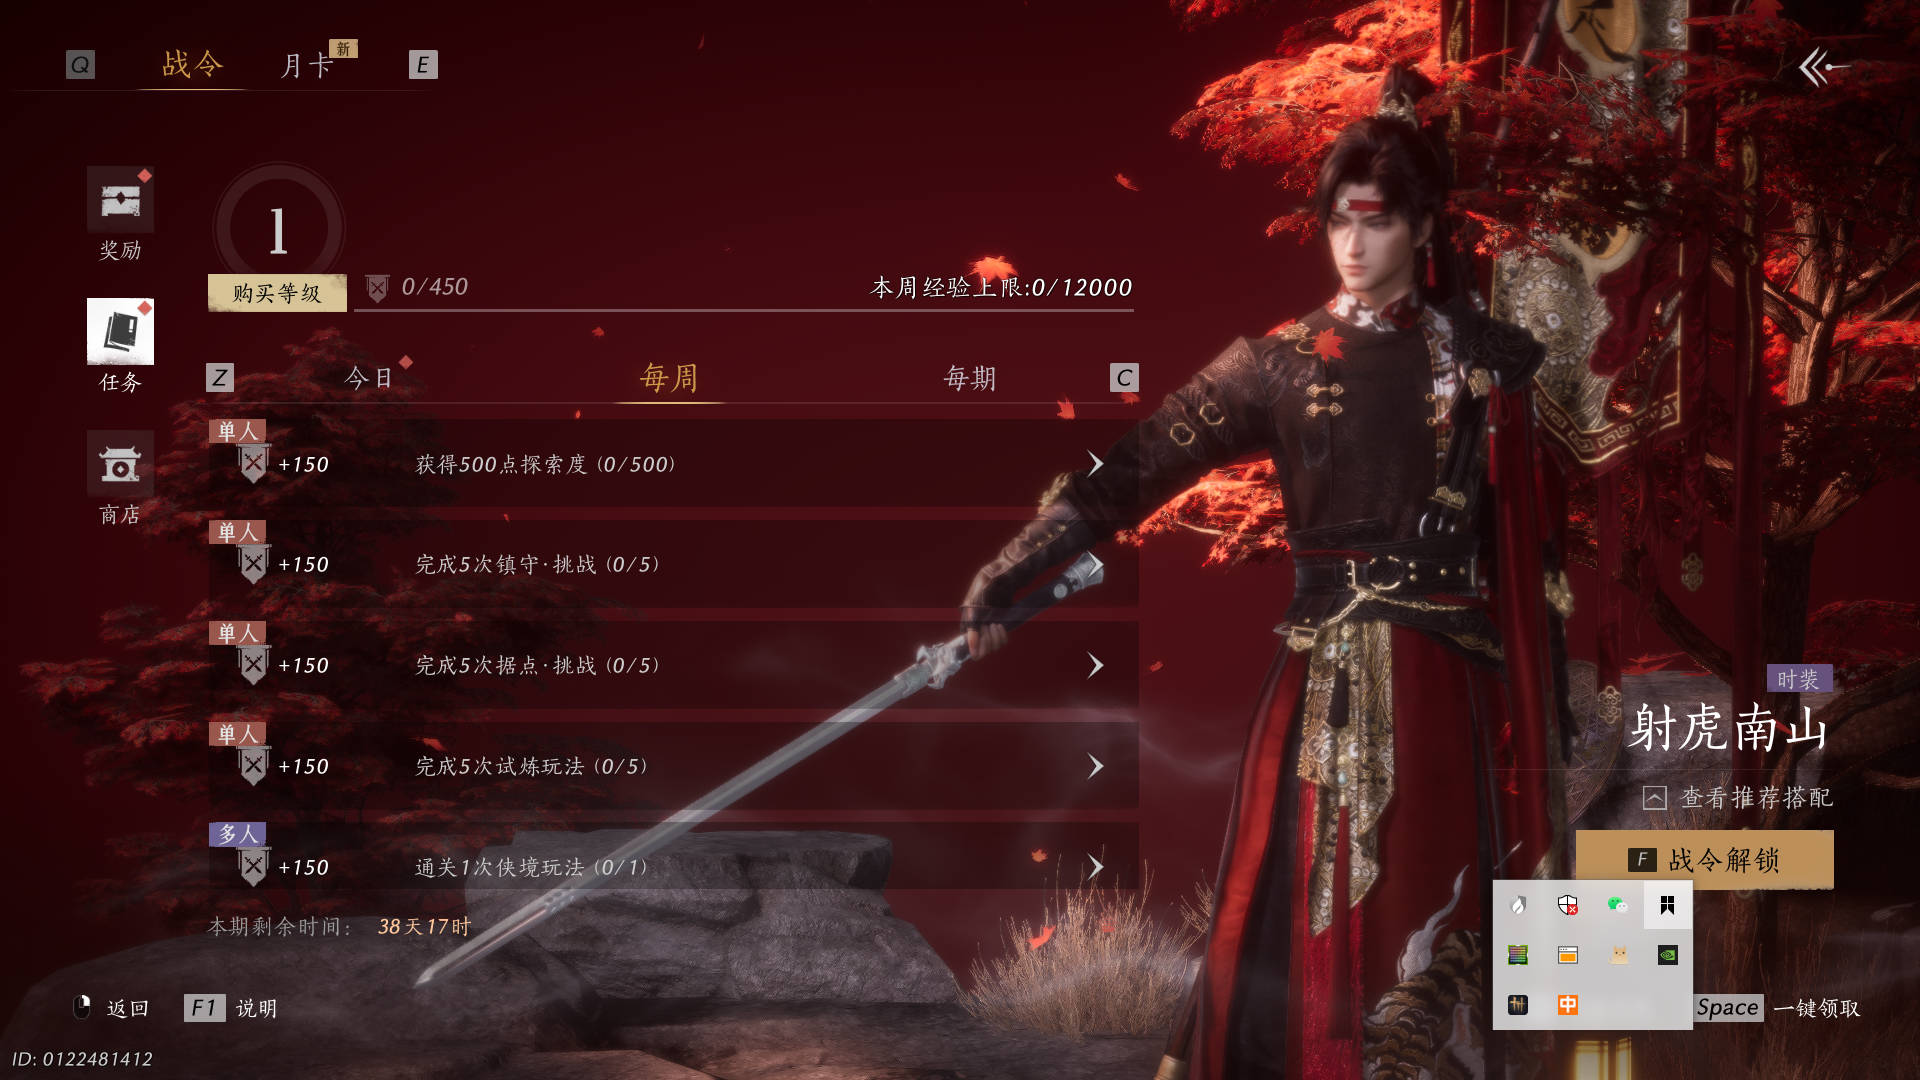 Q 战令 月卡 新 E
奖励
任务
商店
1
购买等级
0/450
本周经验上限:0/12000
Z 今日 每周 每期 C
单人
+150 获得500点探索度 (0/500)
单人
+150 完成5次镇守·挑战 (0/5)
单人
+150 完成5次据点·挑战 (0/5)
单人
+150 完成5次试炼玩法 (0/5)
多人
+150 通关1次侠境玩法 (0/1)
本期剩余时间: 38天17时
时装
射虎南山
查看推荐搭配
F 战令解锁
中
返回 F1 说明
Space 一键领取
ID: 0122481412